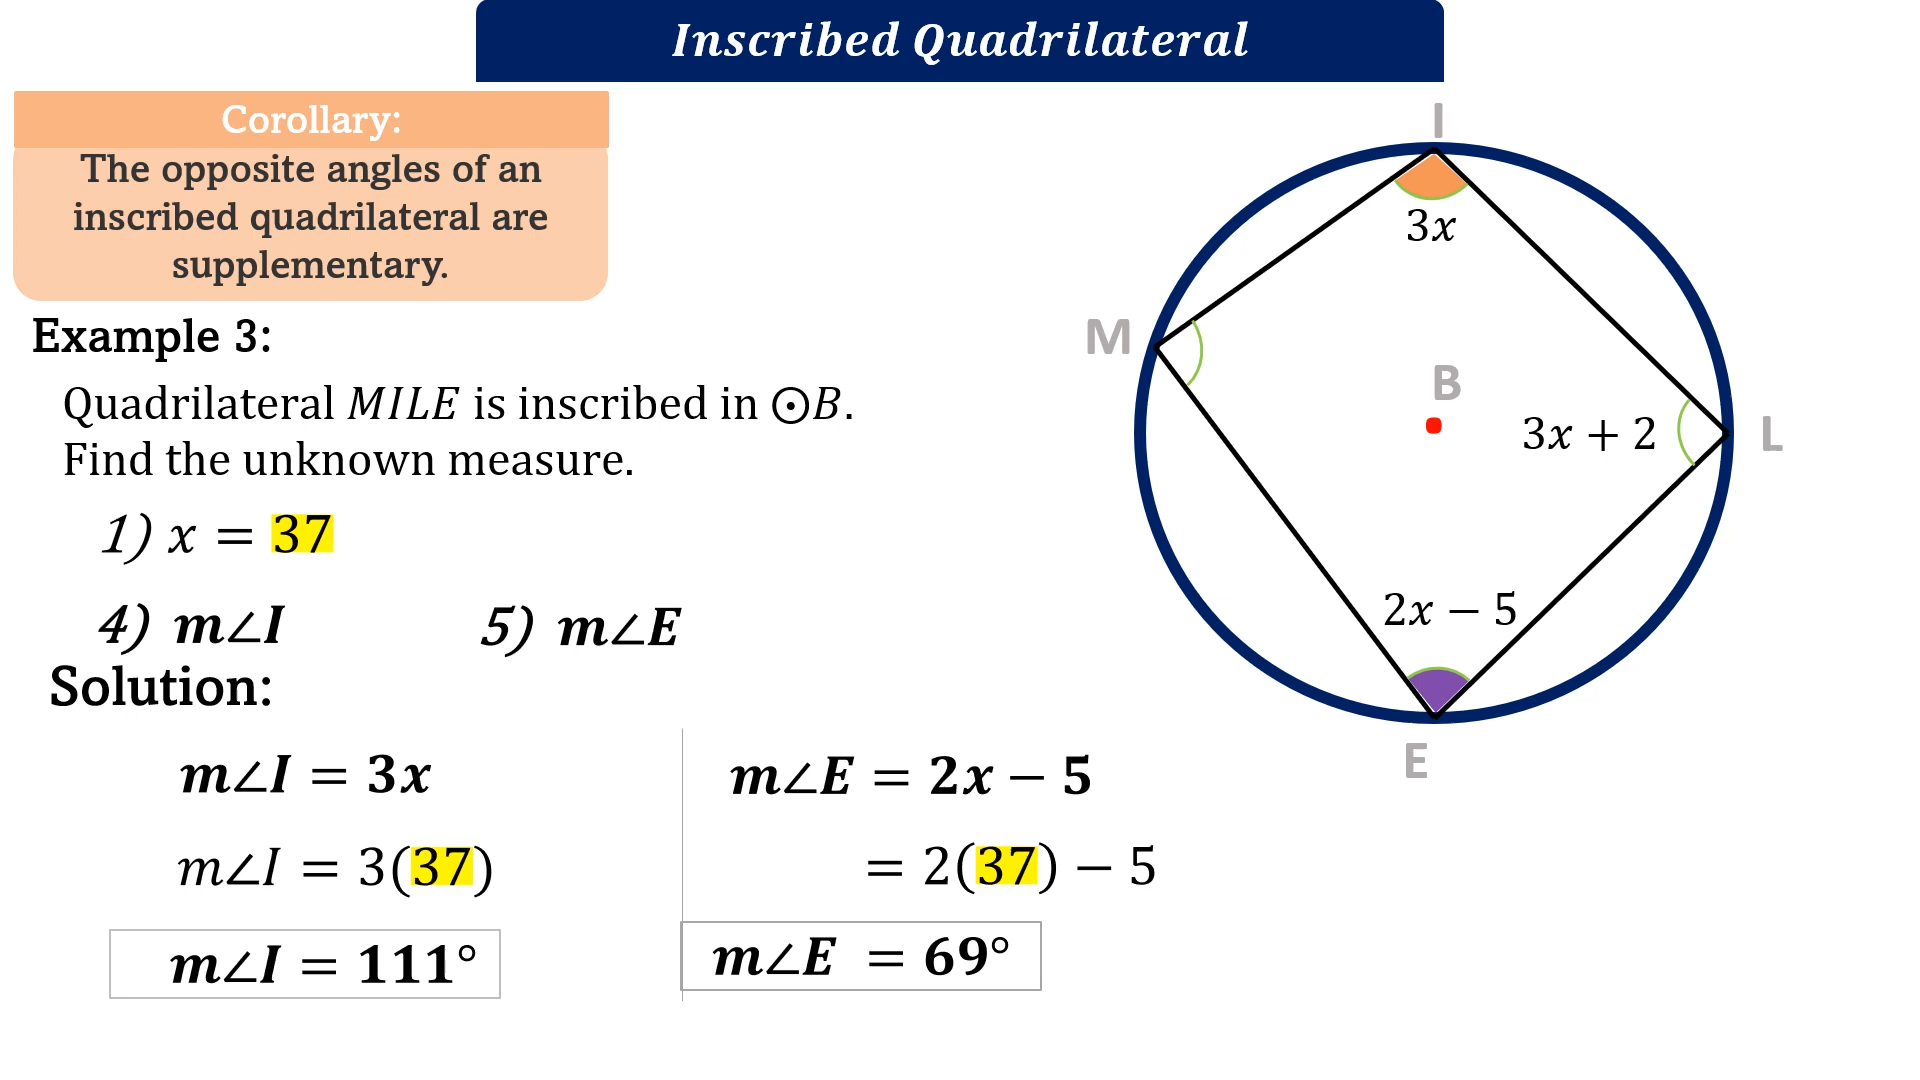 Inscribed Quadrilateral
Corollary:
The opposite angles of an
inscribed quadrilateral are
supplementary.
Example 3:
Quadrilateral MILE is inscribed in ⊙B.
Find the unknown measure.
1) x = 37
4) m∠I
5) m∠E
Solution:
m∠I = 3x
m∠I = 3(37)
m∠I = 111°
m∠E = 2x − 5
= 2(37) − 5
m∠E = 69°
I
3x
M
B
3x + 2
L
2x − 5
E